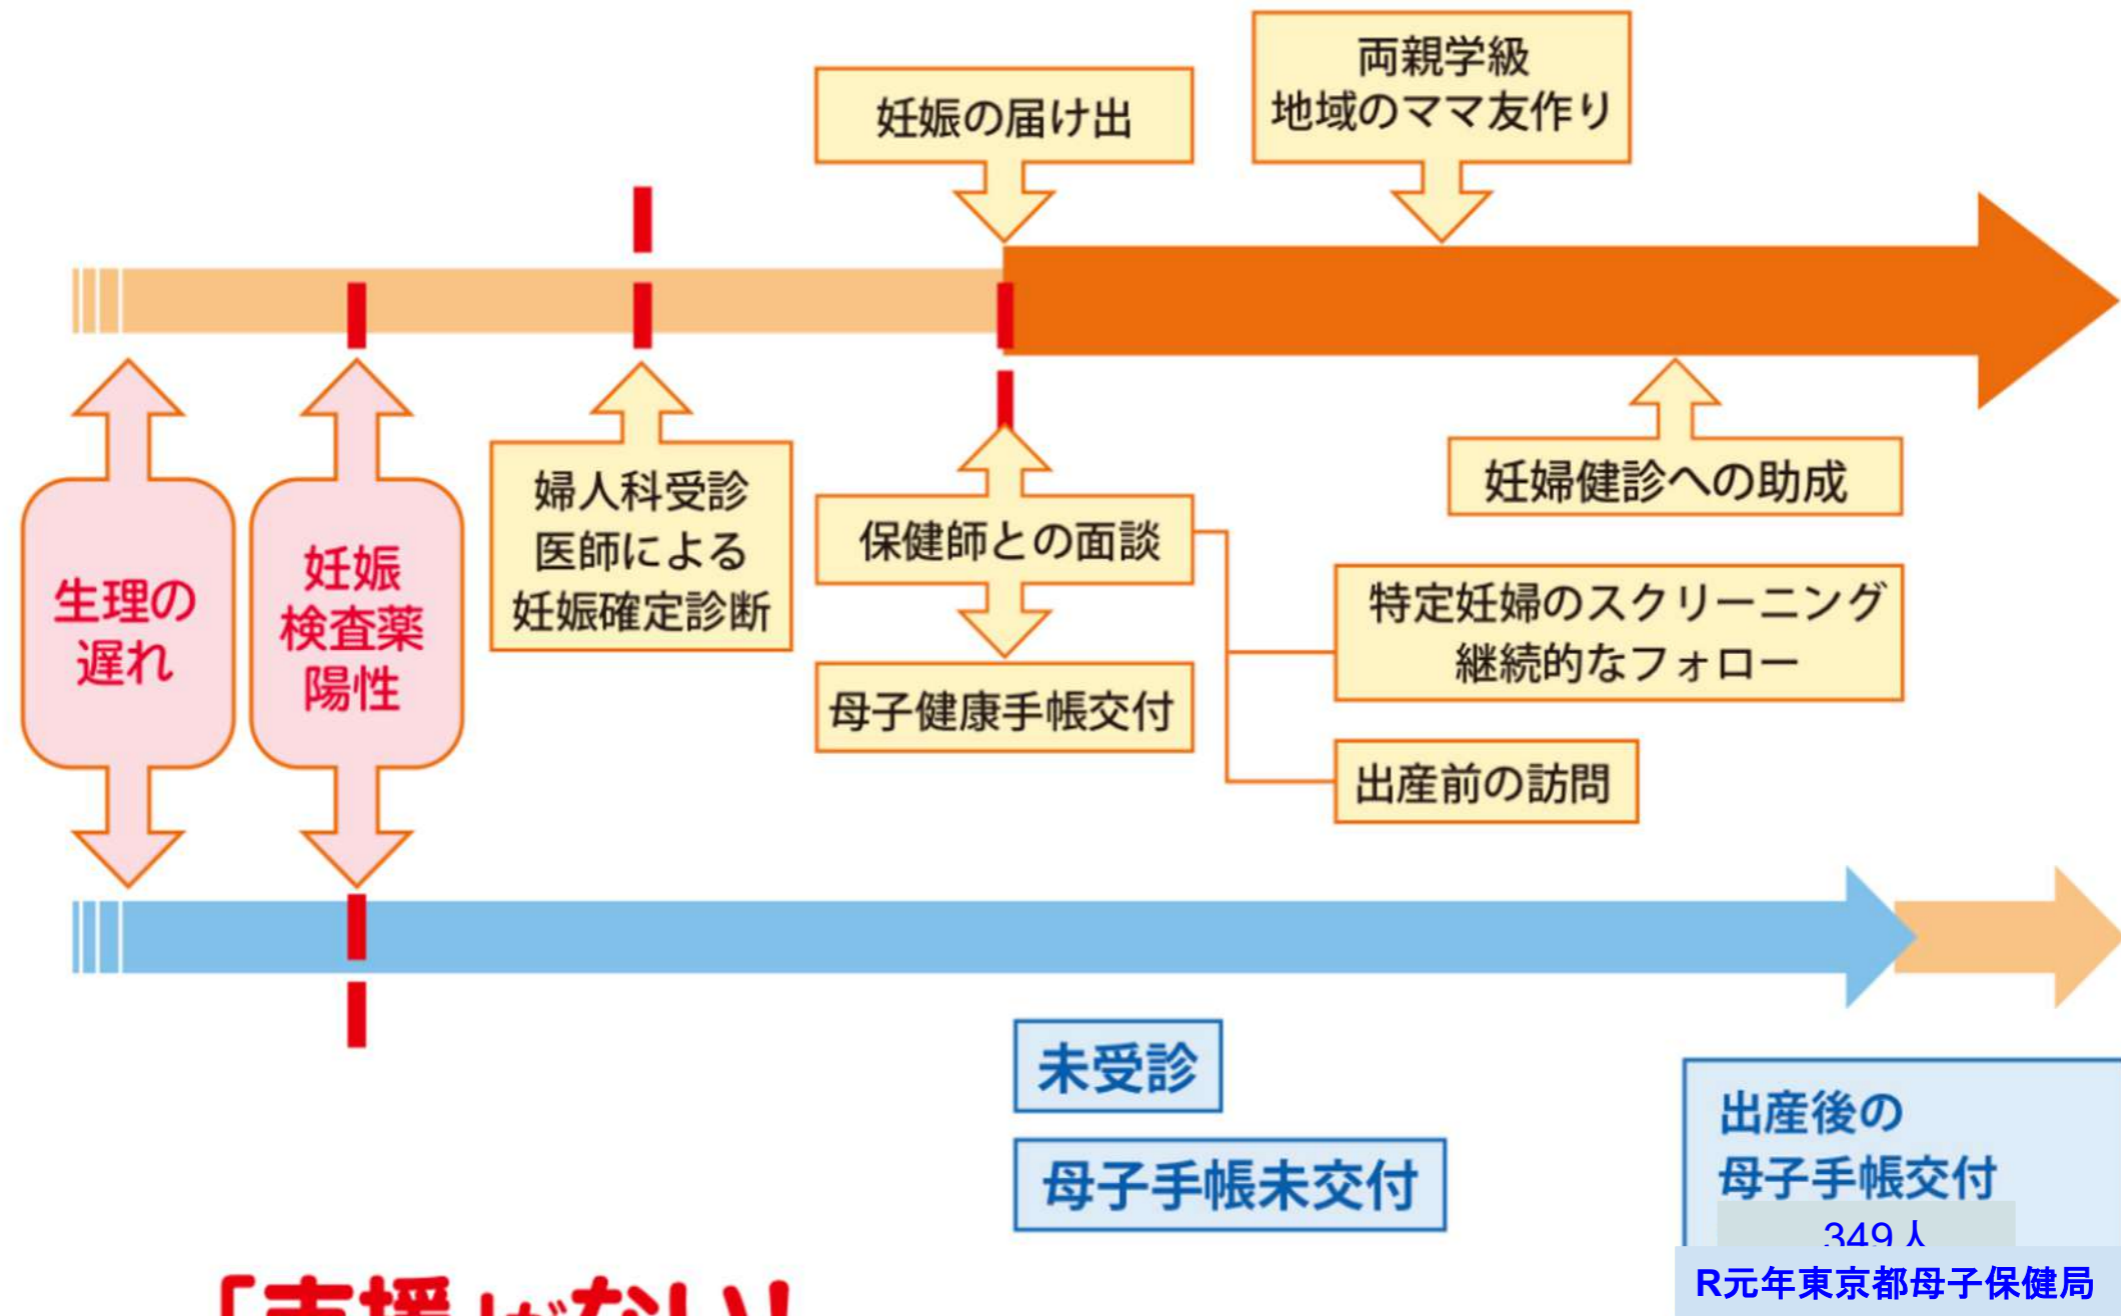 両親学級
地域のママ友作り
妊娠の届け出
婦人科受診
医師による
妊娠確定診断
保健師との面談
妊婦健診への助成
生理の
遅れ
妊娠
検査薬
陽性
特定妊婦のスクリーニング
継続的なフォロー
母子健康手帳交付
出産前の訪問
未受診
母子手帳未交付
出産後の
母子手帳交付
349人
R元年東京都母子保健局
「支援」がない!